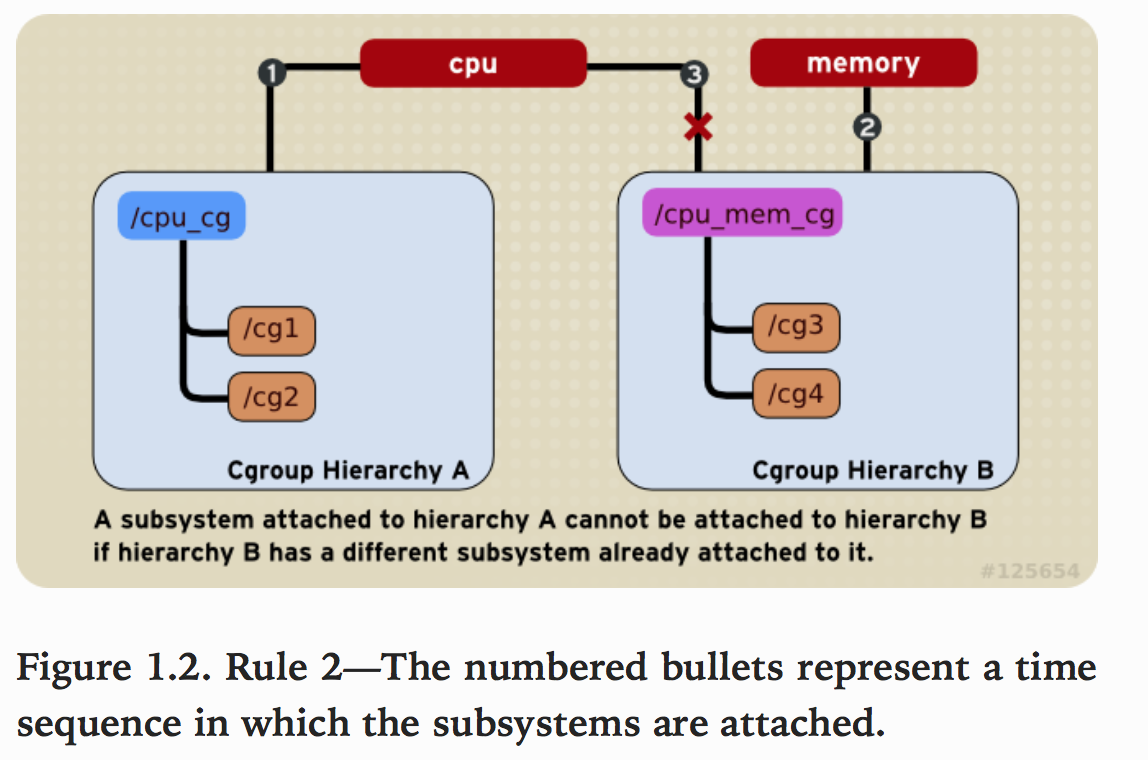 1
cpu
3
memory
2
/cpu_cg
/cpu_mem_cg
/cg1
/cg3
/cg2
/cg4
Cgroup Hierarchy A
Cgroup Hierarchy B
A subsystem attached to hierarchy A cannot be attached to hierarchy B
if hierarchy B has a different subsystem already attached to it.
#125654
Figure 1.2. Rule 2—The numbered bullets represent a time
sequence in which the subsystems are attached.